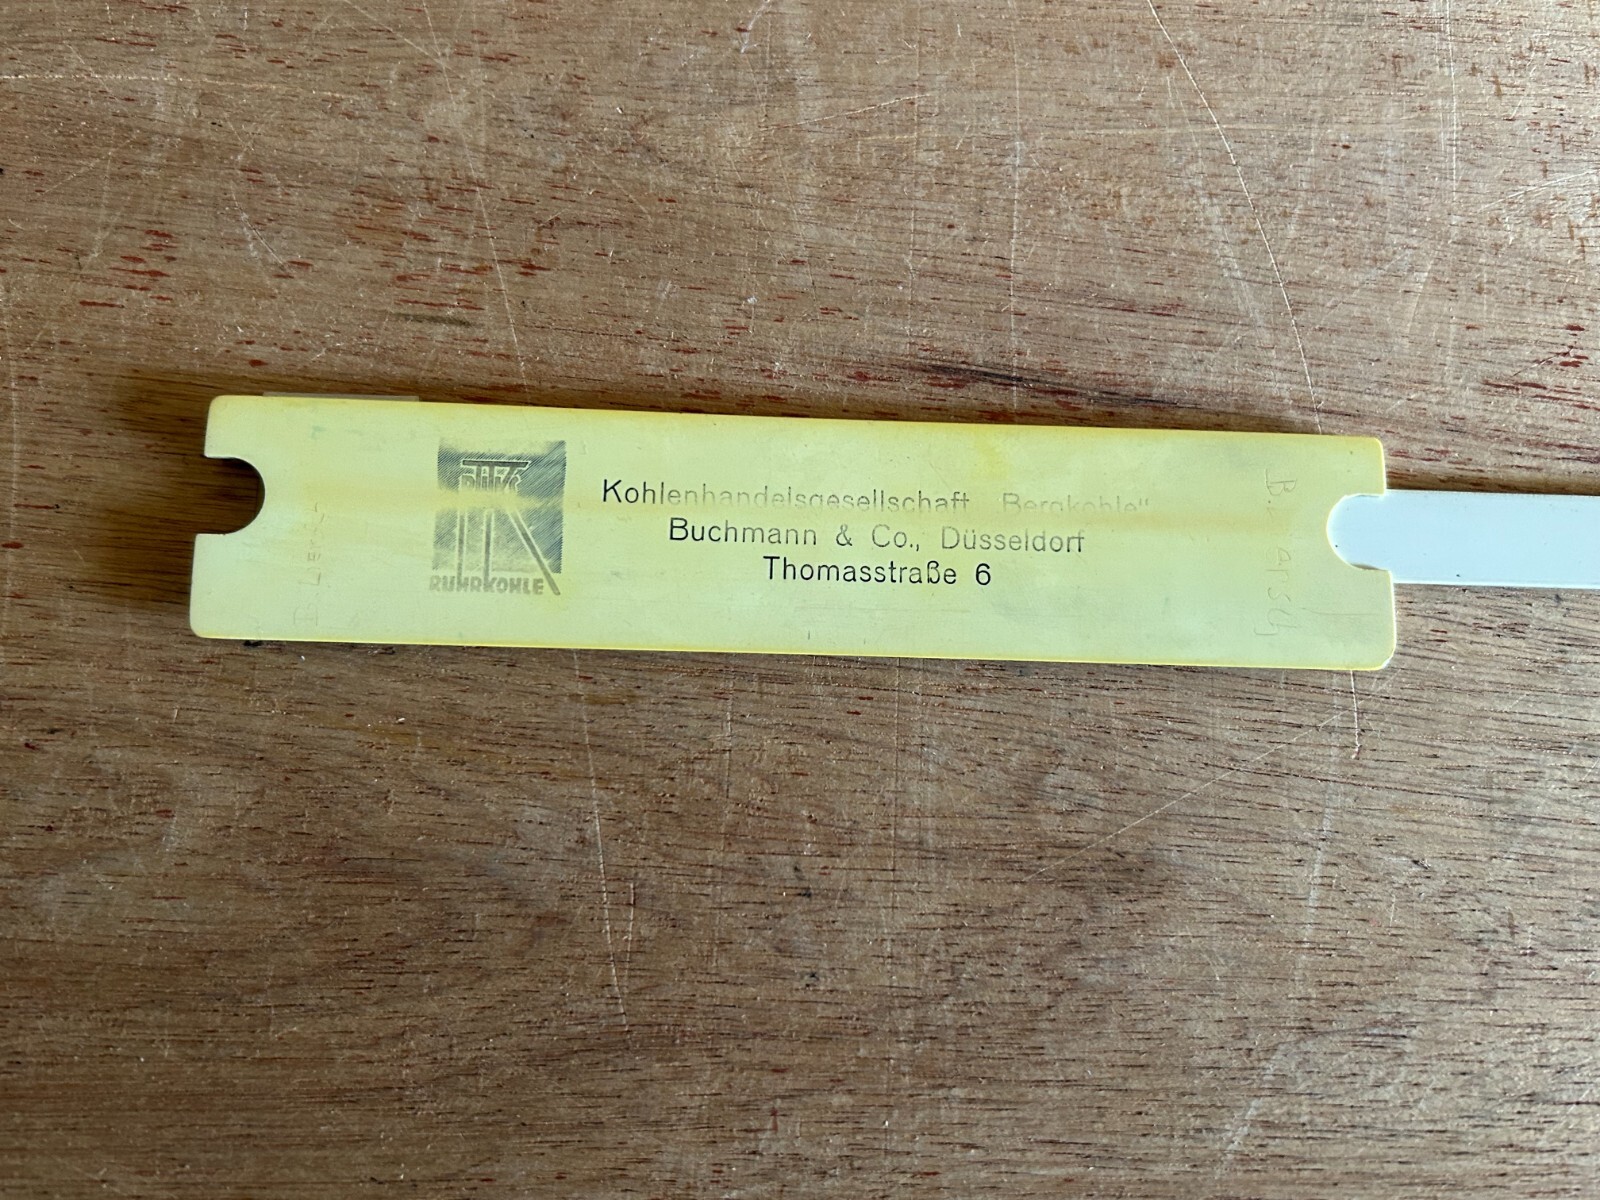 RUHRKOHLE
Kohlenhandelsgesellschaft „Bergkohle"
Buchmann & Co., Düsseldorf
Thomasstraße 6